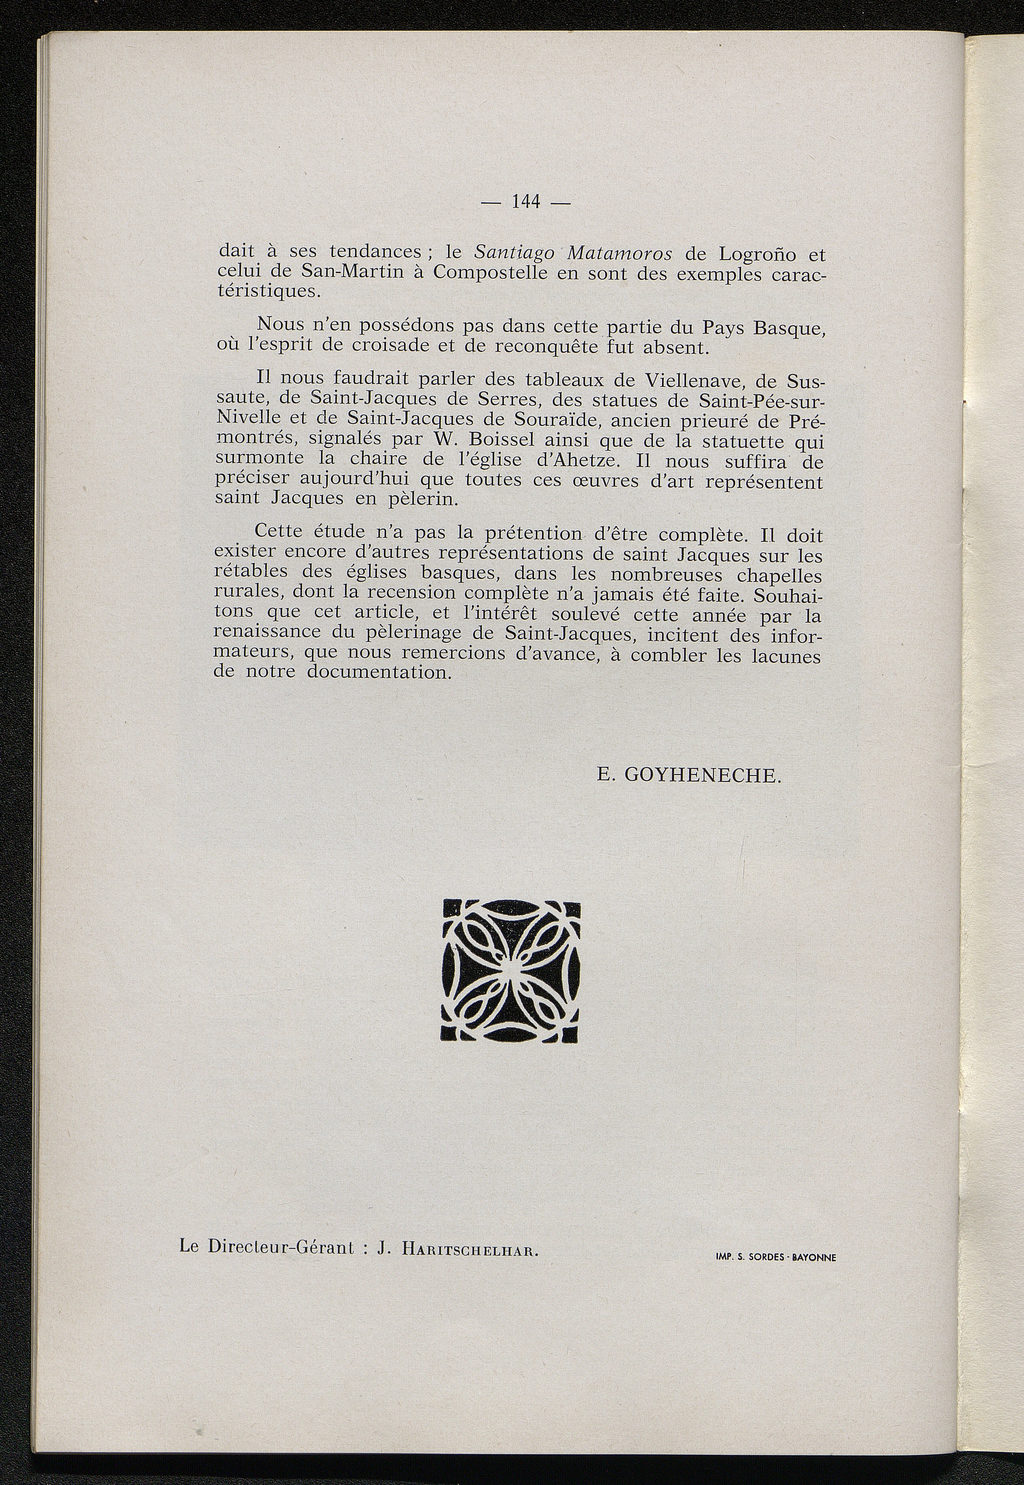 — 144 —
dait à ses tendances ; le Santiago Matamoros de Logroño et
celui de San-Martin à Compostelle en sont des exemples carac-
téristiques.
Nous n'en possédons pas dans cette partie du Pays Basque,
où l'esprit de croisade et de reconquête fut absent.
Il nous faudrait parler des tableaux de Viellenave, de Sus-
saute, de Saint-Jacques de Serres, des statues de Saint-Pée-sur-
Nivelle et de Saint-Jacques de Souraïde, ancien prieuré de Pré-
montrés, signalés par W. Boissel ainsi que de la statuette qui
surmonte la chaire de l'église d'Ahetze. Il nous suffira de
préciser aujourd'hui que toutes ces œuvres d'art représentent
saint Jacques en pèlerin.
Cette étude n'a pas la prétention d'être complète. Il doit
exister encore d'autres représentations de saint Jacques sur les
rétables des églises basques, dans les nombreuses chapelles
rurales, dont la recension complète n'a jamais été faite. Souhai-
tons que cet article, et l'intérêt soulevé cette année par la
renaissance du pèlerinage de Saint-Jacques, incitent des infor-
mateurs, que nous remercions d'avance, à combler les lacunes
de notre documentation.
E. GOYHENECHE.
Le Directeur-Gérant : J. HARITSCHELHAR.
IMP. S. SORDES - BAYONNE